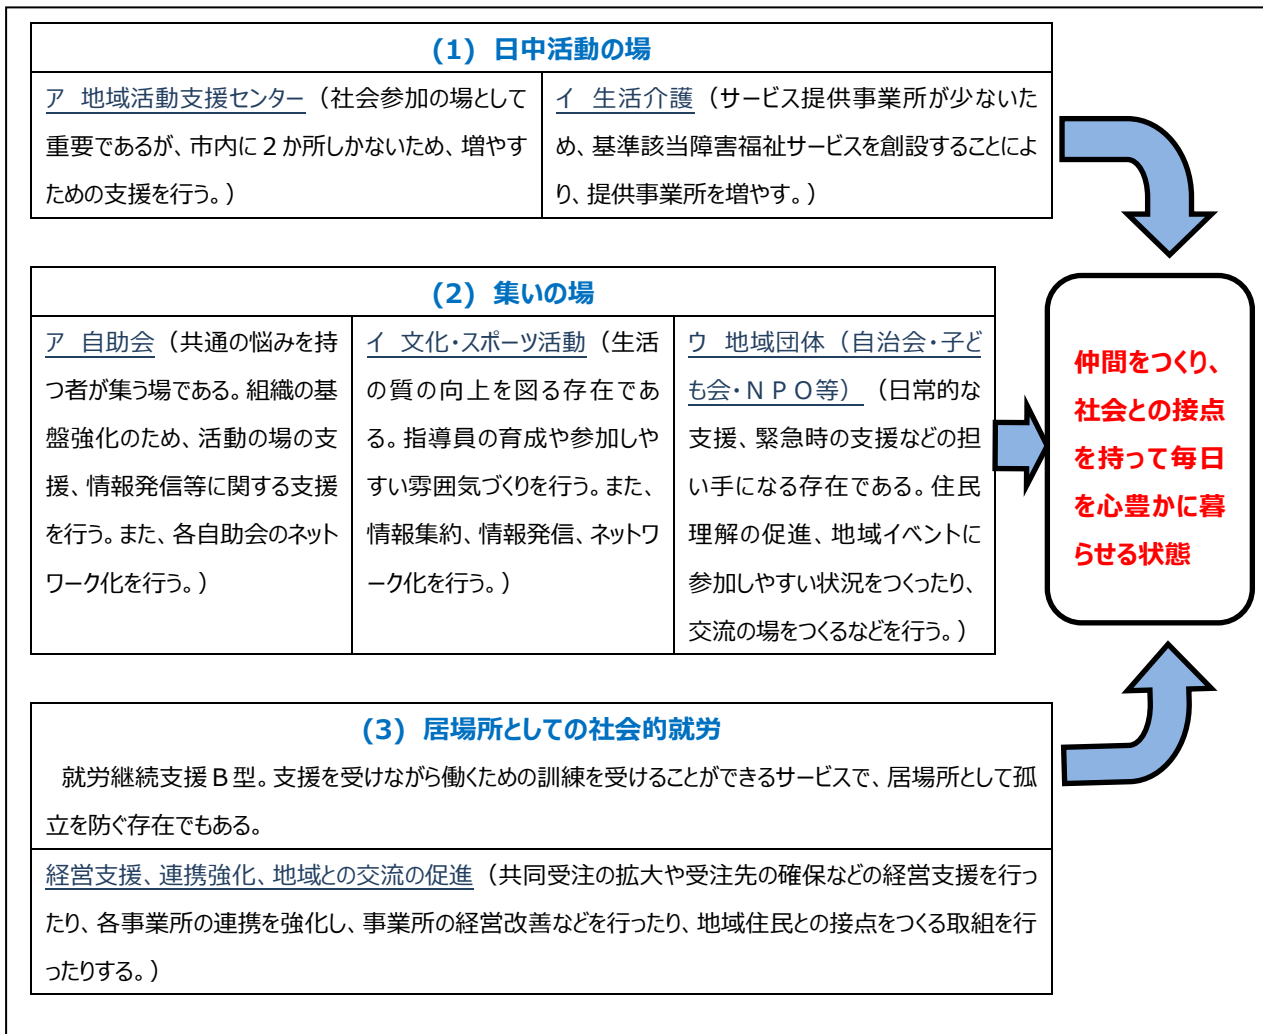 (1) 日中活動の場
ア 地域活動支援センター（社会参加の場として
重要であるが、市内に２か所しかないため、増やす
ための支援を行う。）
イ 生活介護（サービス提供事業所が少ないた
め、基準該当障害福祉サービスを創設することによ
り、提供事業所を増やす。）
(2) 集いの場
ア 自助会（共通の悩みを持
つ者が集う場である。組織の基
盤強化のため、活動の場の支
援、情報発信等に関する支援
を行う。また、各自助会のネット
ワーク化を行う。）
イ 文化・スポーツ活動（生活
の質の向上を図る存在であ
る。指導員の育成や参加しや
すい雰囲気づくりを行う。また、
情報集約、情報発信、ネットワ
ーク化を行う。）
ウ 地域団体（自治会・子ど
も会・ＮＰＯ等）（日常的な
支援、緊急時の支援などの担
い手になる存在である。住民
理解の促進、地域イベントに
参加しやすい状況をつくったり、
交流の場をつくるなどを行う。）
仲間をつくり、
社会との接点
を持って毎日
を心豊かに暮
らせる状態
(3) 居場所としての社会的就労
就労継続支援Ｂ型。支援を受けながら働くための訓練を受けることができるサービスで、居場所として孤
立を防ぐ存在でもある。
経営支援、連携強化、地域との交流の促進（共同受注の拡大や受注先の確保などの経営支援を行っ
たり、各事業所の連携を強化し、事業所の経営改善などを行ったり、地域住民との接点をつくる取組を行
ったりする。）